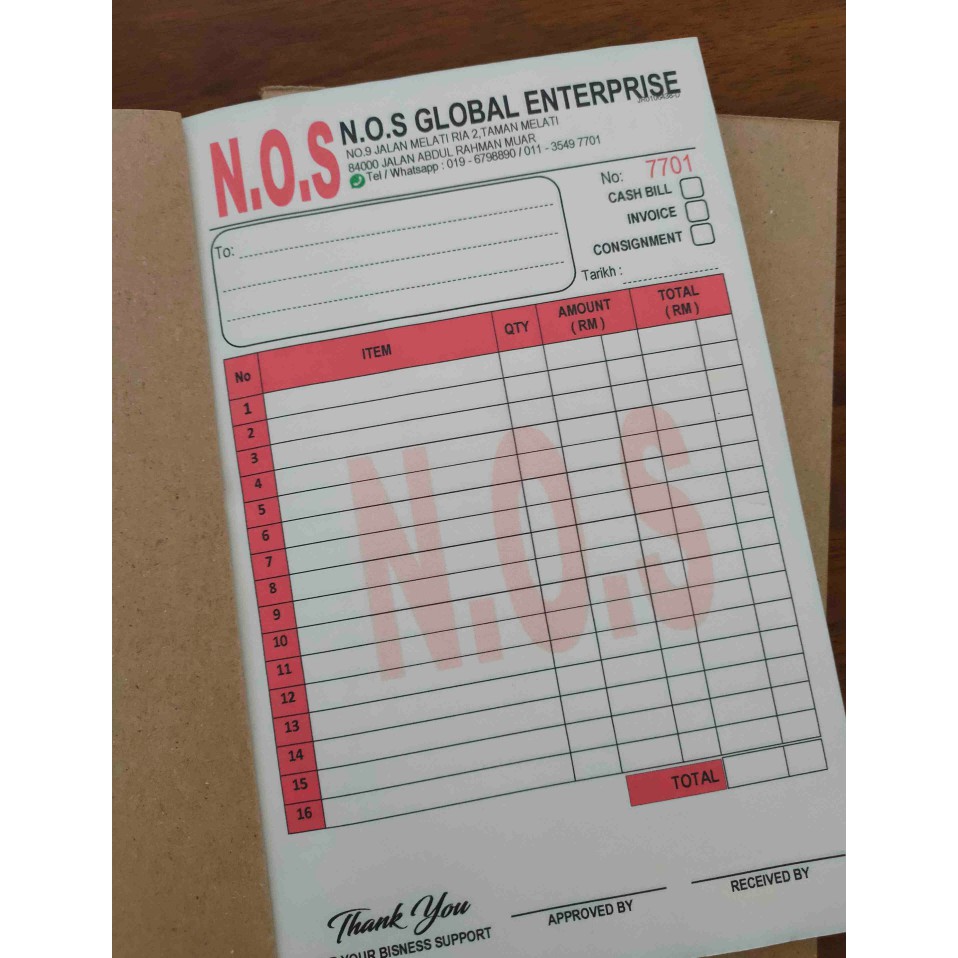 N.O.S
N.O.S GLOBAL ENTERPRISE
NO.9 JALAN MELATI RIA 2,TAMAN MELATI
84000 JALAN ABDUL RAHMAN MUAR
Tel / Whatsapp : 019 - 6798890 / 011 - 3549 7701
No: 7701
CASH BILL
INVOICE
CONSIGNMENT
To:
Tarikh :
No ITEM QTY AMOUNT (RM) TOTAL (RM)
1
2
3
4
5
6
7
8
9
10
11
12
13
14
15
16
N.O.S
TOTAL
Thank You
YOUR BISNESS SUPPORT
APPROVED BY
RECEIVED BY